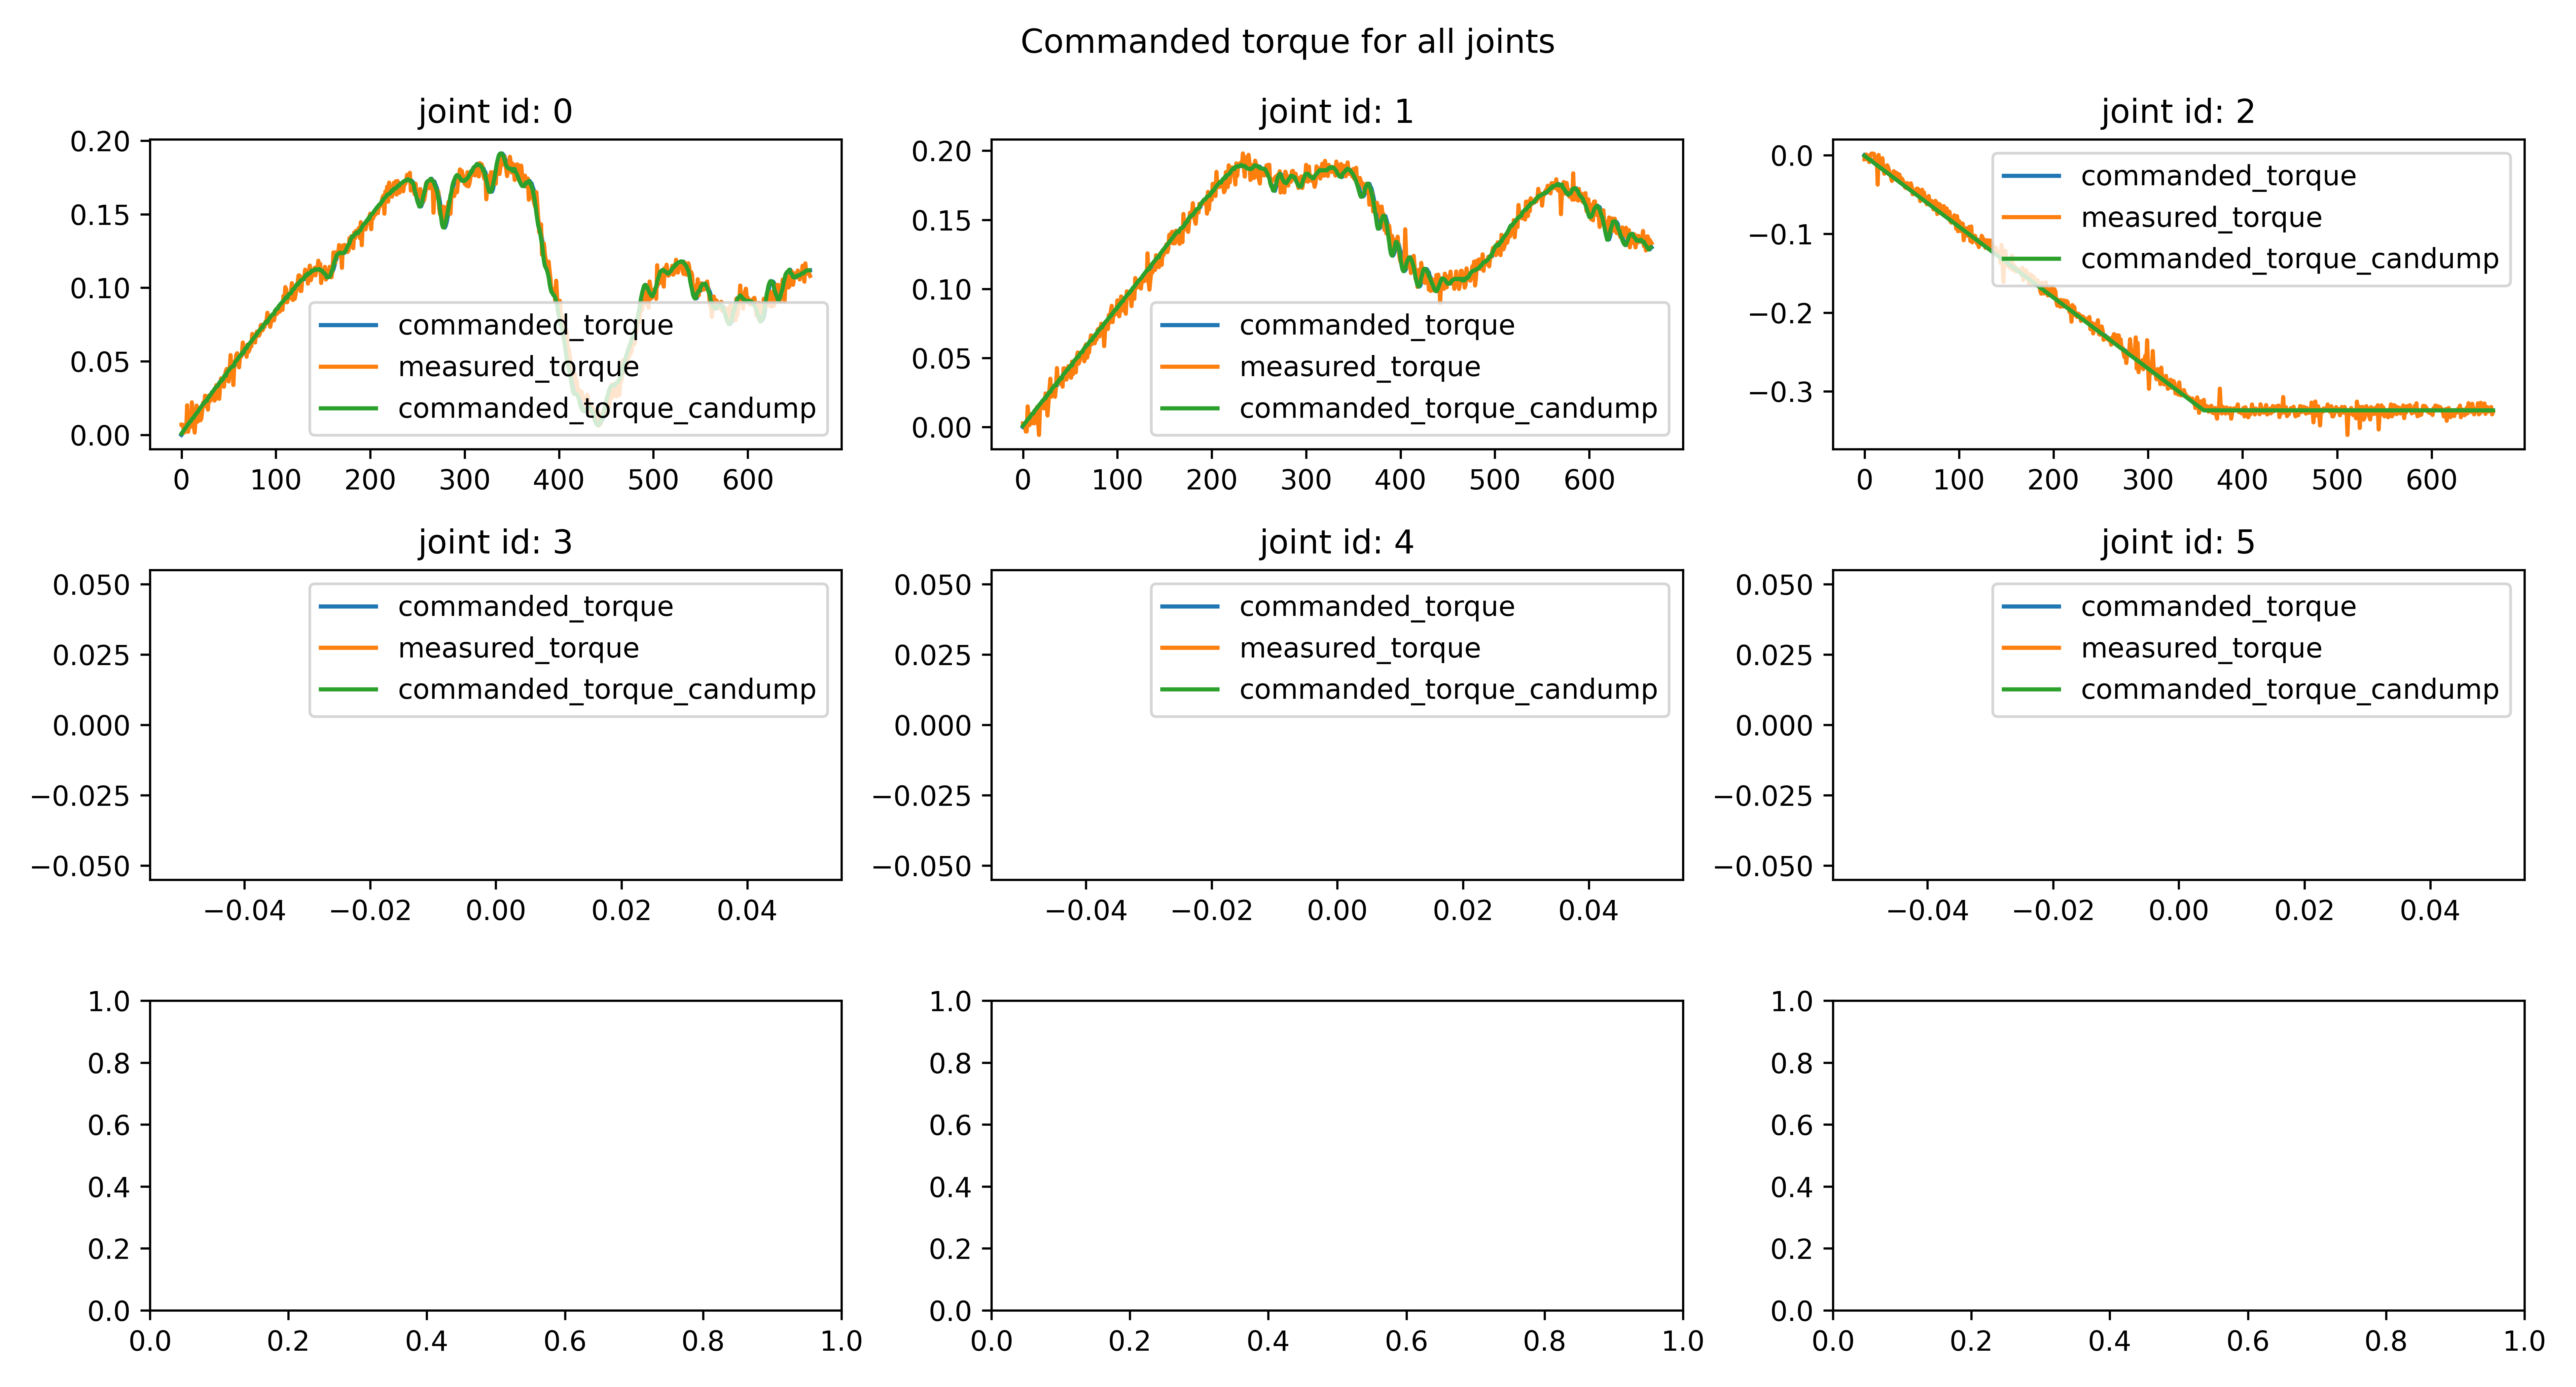 Commanded torque for all joints
joint id: 0
0.20
0.15
0.10
0.05
0.00
commanded_torque
measured_torque
commanded_torque_candump
0 100 200 300 400 500 600
joint id: 1
0.20
0.15
0.10
0.05
0.00
commanded_torque
measured_torque
commanded_torque_candump
0 100 200 300 400 500 600
joint id: 2
0.0
−0.1
−0.2
−0.3
commanded_torque
measured_torque
commanded_torque_candump
0 100 200 300 400 500 600
joint id: 3
0.050
0.025
0.000
−0.025
−0.050
commanded_torque
measured_torque
commanded_torque_candump
−0.04 −0.02 0.00 0.02 0.04
joint id: 4
0.050
0.025
0.000
−0.025
−0.050
commanded_torque
measured_torque
commanded_torque_candump
−0.04 −0.02 0.00 0.02 0.04
joint id: 5
0.050
0.025
0.000
−0.025
−0.050
commanded_torque
measured_torque
commanded_torque_candump
−0.04 −0.02 0.00 0.02 0.04
1.0
0.8
0.6
0.4
0.2
0.0
0.0 0.2 0.4 0.6 0.8 1.0
1.0
0.8
0.6
0.4
0.2
0.0
0.0 0.2 0.4 0.6 0.8 1.0
1.0
0.8
0.6
0.4
0.2
0.0
0.0 0.2 0.4 0.6 0.8 1.0